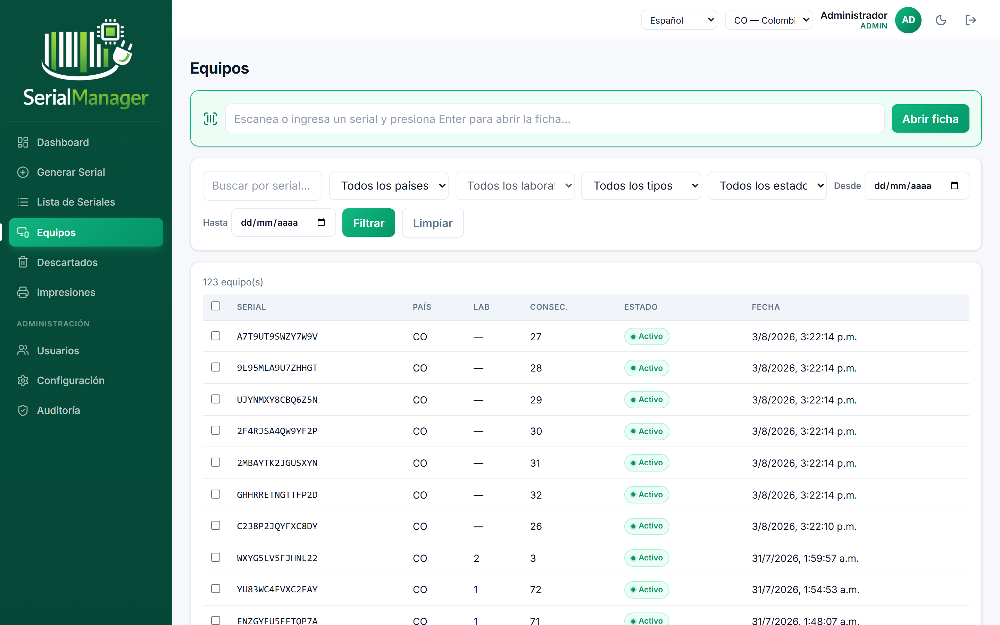 SerialManager
Dashboard
Generar Serial
Lista de Seriales
Equipos
Descartados
Impresiones
ADMINISTRACIÓN
Usuarios
Configuración
Auditoría
Español
CO — Colombi
Administrador
ADMIN
AD
Equipos
Escanea o ingresa un serial y presiona Enter para abrir la ficha...
Abrir ficha
Buscar por serial... Todos los países Todos los laborat Todos los tipos Todos los estado Desde dd/mm/aaaa
Hasta dd/mm/aaaa Filtrar Limpiar
123 equipo(s)
SERIAL PAÍS LAB CONSEC. ESTADO FECHA
A7T9UT9SWZY7W9V CO — 27 Activo 3/8/2026, 3:22:14 p.m.
9L95MLA9U7ZHHGT CO — 28 Activo 3/8/2026, 3:22:14 p.m.
UJYNMXY8CBQ6Z5N CO — 29 Activo 3/8/2026, 3:22:14 p.m.
2F4RJSA4QW9YF2P CO — 30 Activo 3/8/2026, 3:22:14 p.m.
2MBAYTK2JGUSXYN CO — 31 Activo 3/8/2026, 3:22:14 p.m.
GHHRRETNGTTFP2D CO — 32 Activo 3/8/2026, 3:22:14 p.m.
C238P2JQYFXC8DY CO — 26 Activo 3/8/2026, 3:22:10 p.m.
WXYG5LV5FJHNL22 CO 2 3 Activo 31/7/2026, 1:59:57 a.m.
YU83WC4FVXC2FAY CO 1 72 Activo 31/7/2026, 1:54:53 a.m.
ENZGYFU5FFTQP7A CO 1 71 Activo 31/7/2026, 1:48:07 a.m.